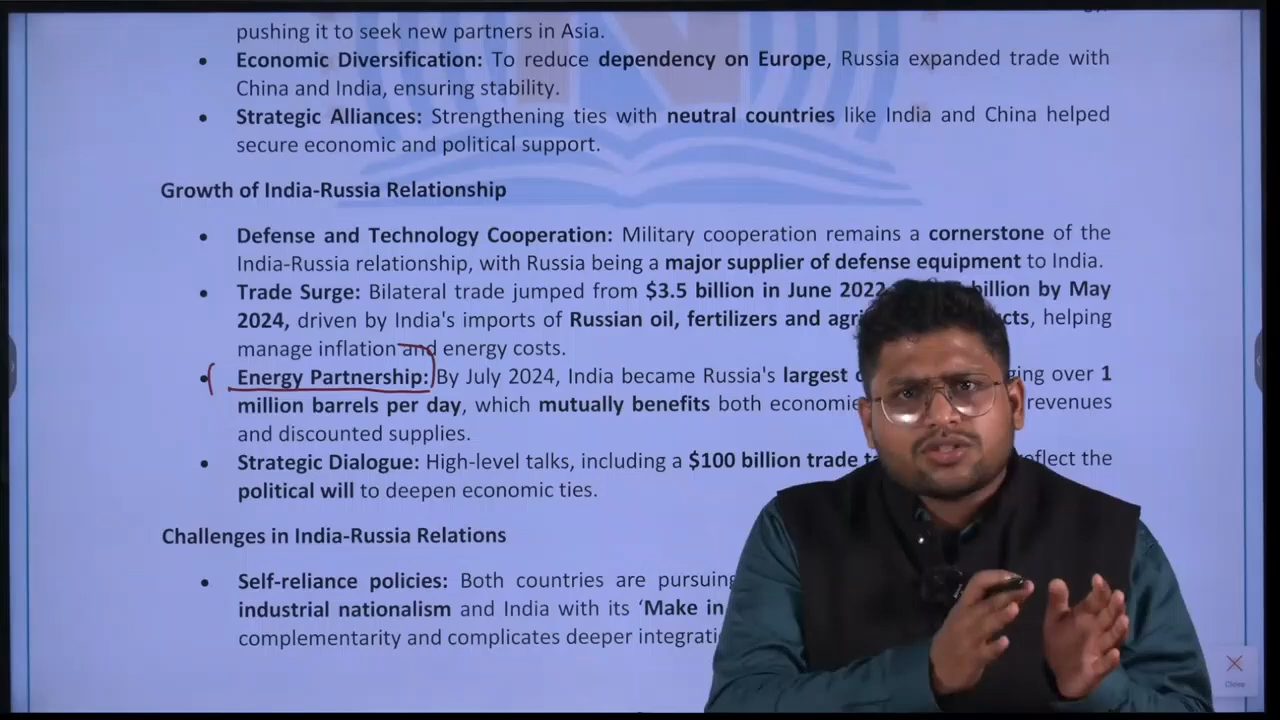 pushing it to seek new partners in Asia.
• Economic Diversification: To reduce dependency on Europe, Russia expanded trade with
China and India, ensuring stability.
• Strategic Alliances: Strengthening ties with neutral countries like India and China helped
secure economic and political support.
Growth of India-Russia Relationship
• Defense and Technology Cooperation: Military cooperation remains a cornerstone of the
India-Russia relationship, with Russia being a major supplier of defense equipment to India.
• Trade Surge: Bilateral trade jumped from $3.5 billion in June 2022 billion by May
2024, driven by India's imports of Russian oil, fertilizers and helping
manage inflation and energy costs.
• Energy Partnership: By July 2024, India became Russia's largest over 1
million barrels per day, which mutually benefits both revenues
and discounted supplies.
• Strategic Dialogue: High-level talks, including a $100 billion trade reflect the
political will to deepen economic ties.
Challenges in India-Russia Relations
• Self-reliance policies: Both countries are pursuing
industrial nationalism and India with its ‘Make in
complementarity and complicates deeper
Close